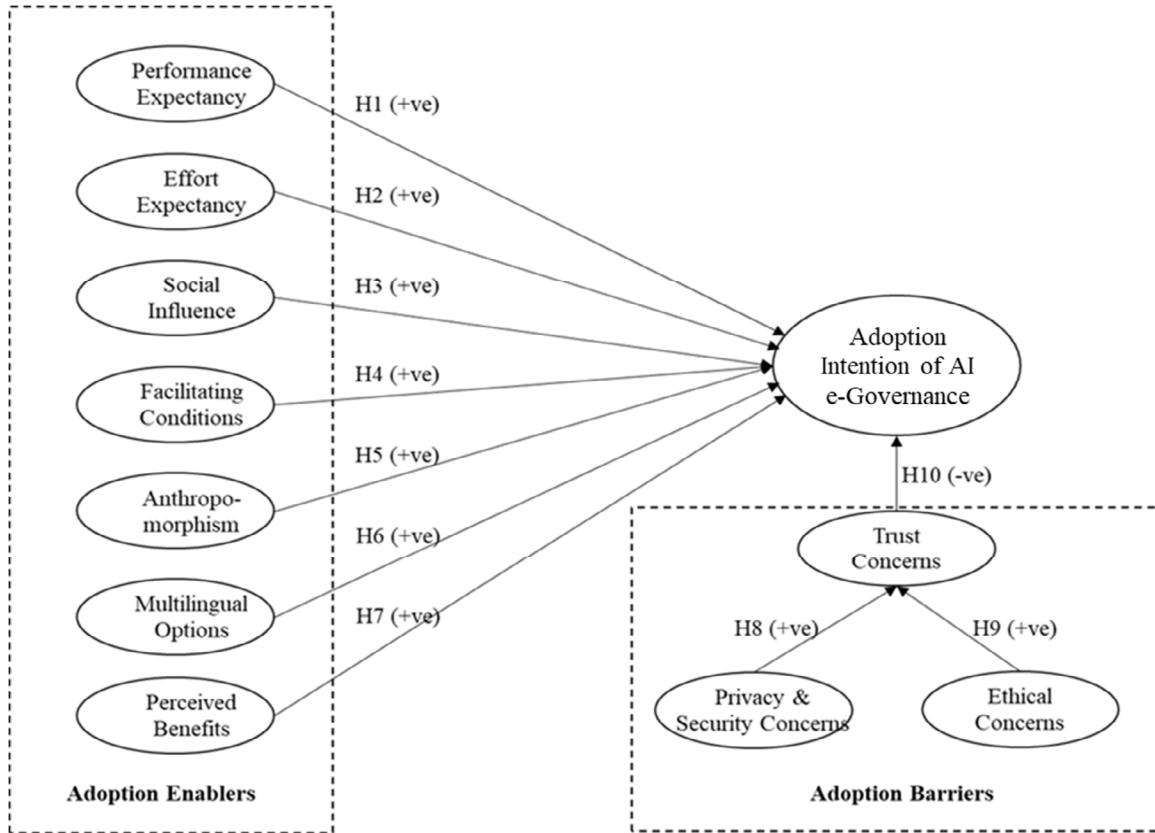 Performance
Expectancy
H1 (+ve)
Effort
Expectancy
H2 (+ve)
Social
Influence
H3 (+ve)
Facilitating
Conditions
H4 (+ve)
Anthropo-
morphism
H5 (+ve)
Multilingual
Options
H6 (+ve)
Perceived
Benefits
H7 (+ve)
Adoption Enablers
Adoption
Intention of AI
e-Governance
H10 (-ve)
Trust
Concerns
H8 (+ve)
H9 (+ve)
Privacy &
Security Concerns
Ethical
Concerns
Adoption Barriers